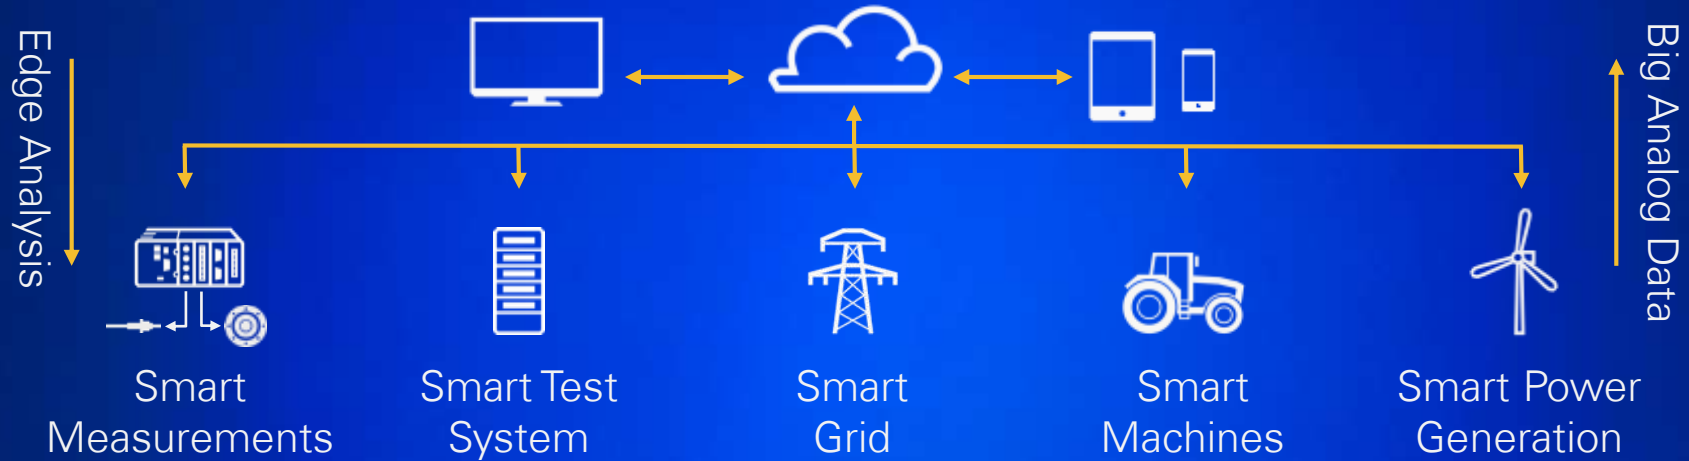 Edge Analysis
Big Analog Data
Smart
Measurements
Smart Test
System
Smart
Grid
Smart
Machines
Smart Power
Generation